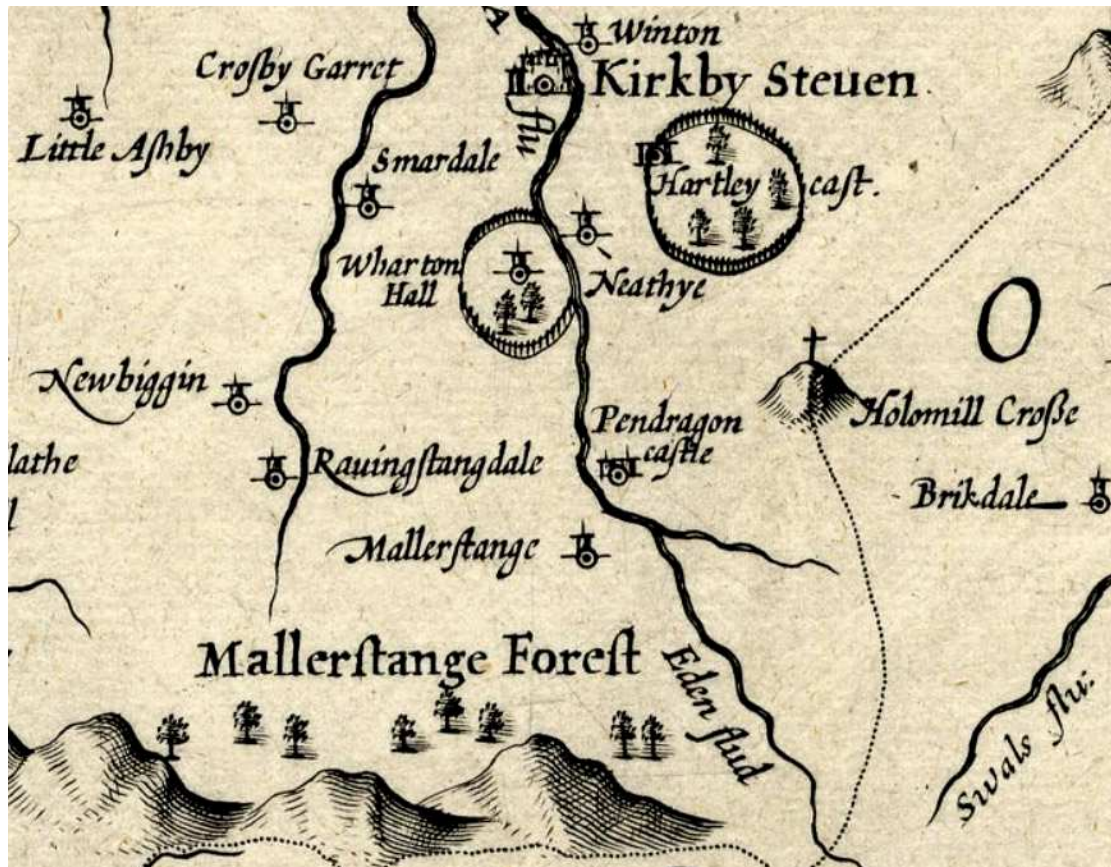 A
Winton
Croſby Garret
Kirkby Steuen
Little Aſhby
flu
Smardale
Hartley caſt.
Wharton
Hall
Neathye
O
Newbiggin
Pendragon
caſtle
Holomill Croße
lathe
l
Rauingſtangdale
Brikdale
Mallerſtange
Mallerſtange Foreſt
Eden flud
Swals flu: